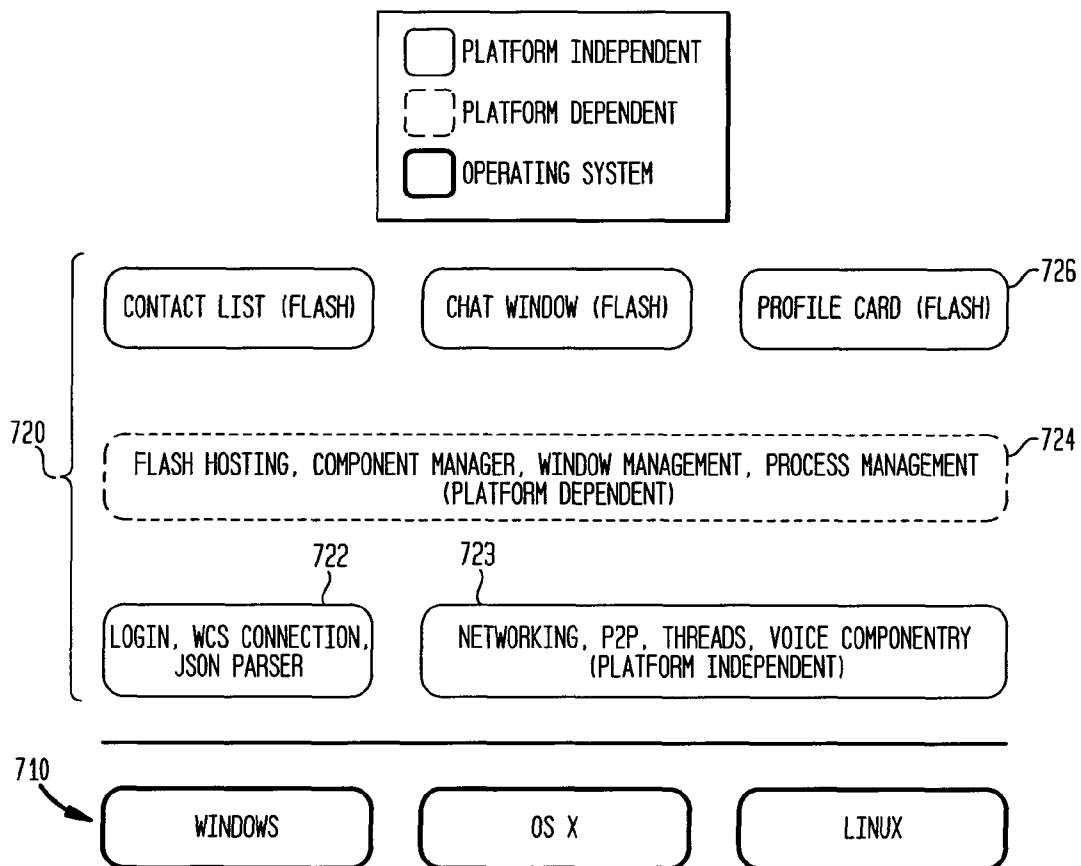 PLATFORM INDEPENDENT
PLATFORM DEPENDENT
OPERATING SYSTEM
CONTACT LIST (FLASH)
CHAT WINDOW (FLASH)
PROFILE CARD (FLASH)
726
720
FLASH HOSTING, COMPONENT MANAGER, WINDOW MANAGEMENT, PROCESS MANAGEMENT
(PLATFORM DEPENDENT)
724
722
723
LOGIN, WCS CONNECTION,
JSON PARSER
NETWORKING, P2P, THREADS, VOICE COMPONENTRY
(PLATFORM INDEPENDENT)
710
WINDOWS
OS X
LINUX